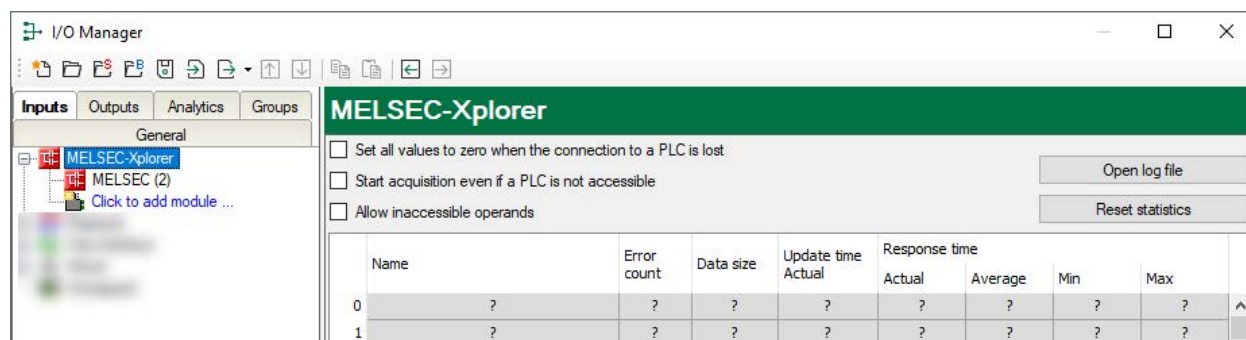 I/O Manager
Inputs Outputs Analytics Groups
General
MELSEC-Xplorer
MELSEC (2)
Click to add module ...
MELSEC-Xplorer
Set all values to zero when the connection to a PLC is lost
Start acquisition even if a PLC is not accessible
Allow inaccessible operands
Open log file
Reset statistics
Name Error count Data size Update time Actual Response time
Actual Average Min Max
0 ? ? ? ? ? ? ? ?
1 ? ? ? ? ? ? ? ?